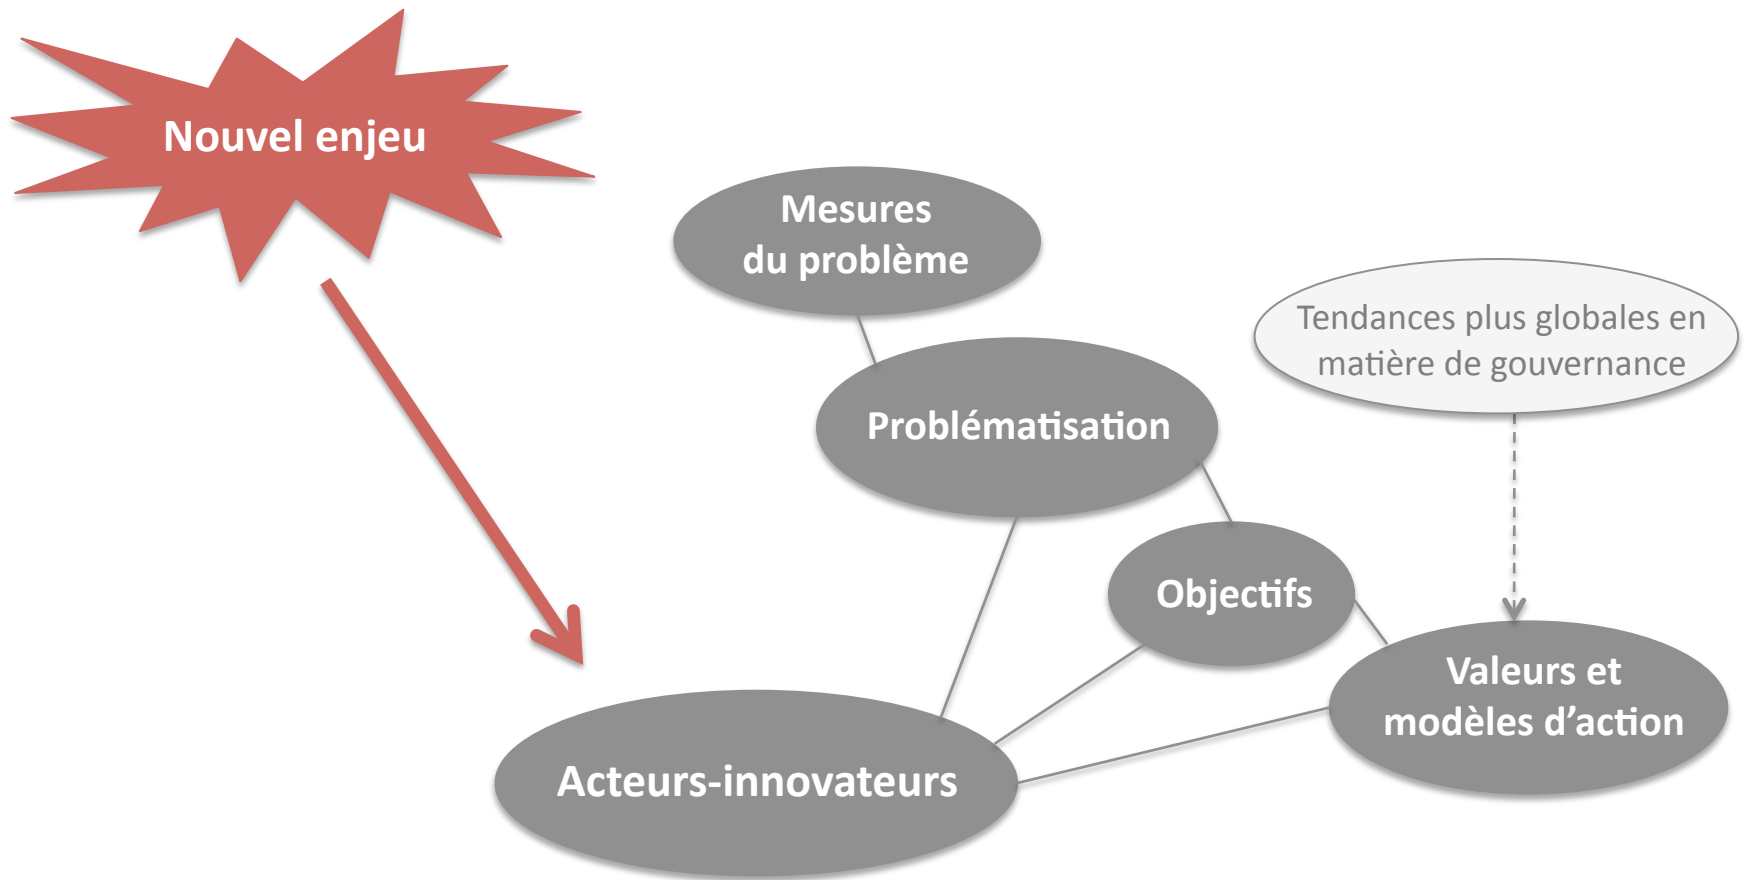 Nouvel enjeu
Mesures
du problème
Tendances plus globales en
matière de gouvernance
Problématisation
Objectifs
Valeurs et
modèles d’action
Acteurs-innovateurs